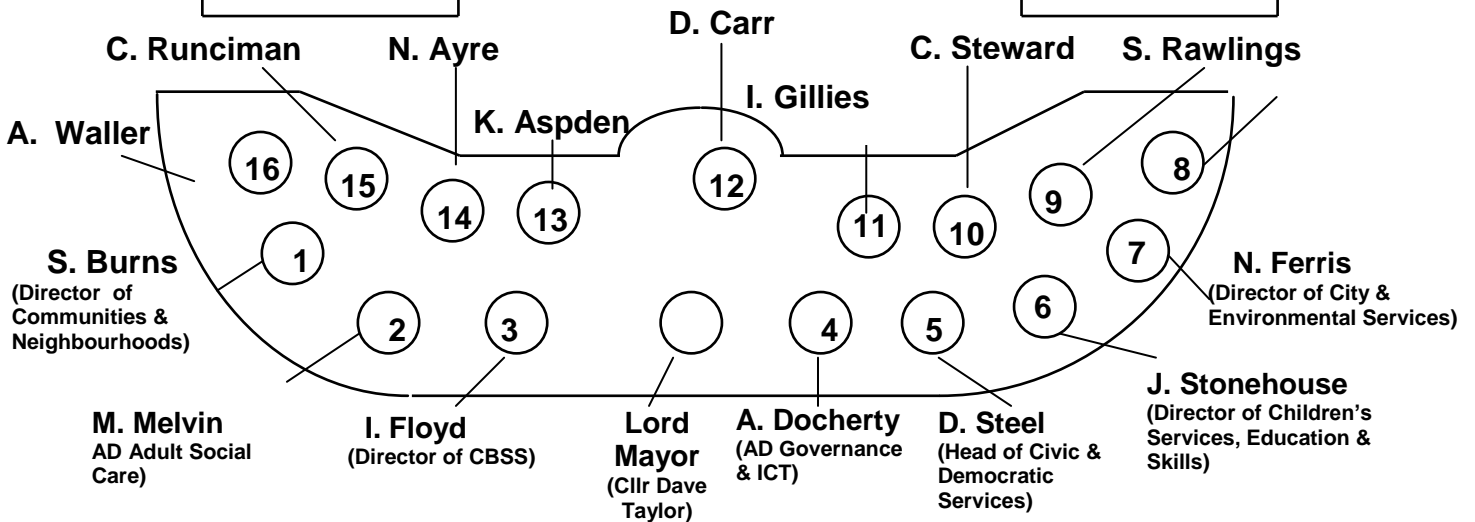 D. Carr
C. Runciman
N. Ayre
C. Steward
S. Rawlings
I. Gillies
K. Aspden
A. Waller
16
15
14
13
12
11
10
9
8
1
7
S. Burns
(Director of
Communities &
Neighbourhoods)
N. Ferris
(Director of City &
Environmental Services)
2
3
4
5
6
M. Melvin
AD Adult Social
Care)
I. Floyd
(Director of CBSS)
Lord
Mayor
(Cllr Dave
Taylor)
A. Docherty
(AD Governance
& ICT)
D. Steel
(Head of Civic &
Democratic
Services)
J. Stonehouse
(Director of Children's
Services, Education &
Skills)